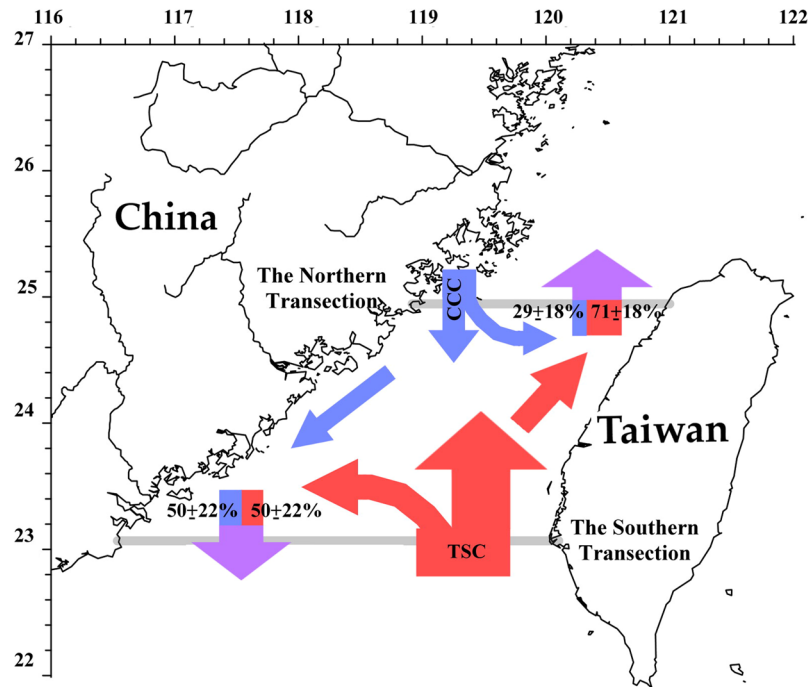 116 117 118 119 120 121 122
27
26
25
24
23
22
China
The Northern
Transection
CCC
29±18% 71±18%
Taiwan
50±22% 50±22%
The Southern
Transection
TSC